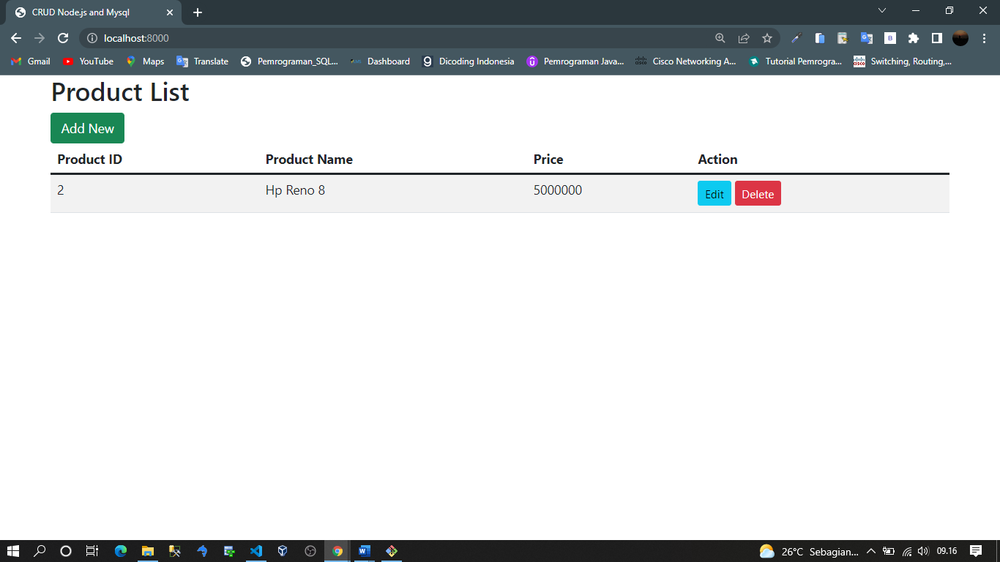 CRUD Node.js and Mysql
localhost:8000
Gmail YouTube Maps Translate Pemrograman_SQL... Dashboard Dicoding Indonesia Pemrograman Java... Cisco Networking A... Tutorial Pemrogra... Switching, Routing,...
Product List
Add New
Product ID Product Name Price Action
2 Hp Reno 8 5000000 Edit Delete
26°C Sebagian... 09.16